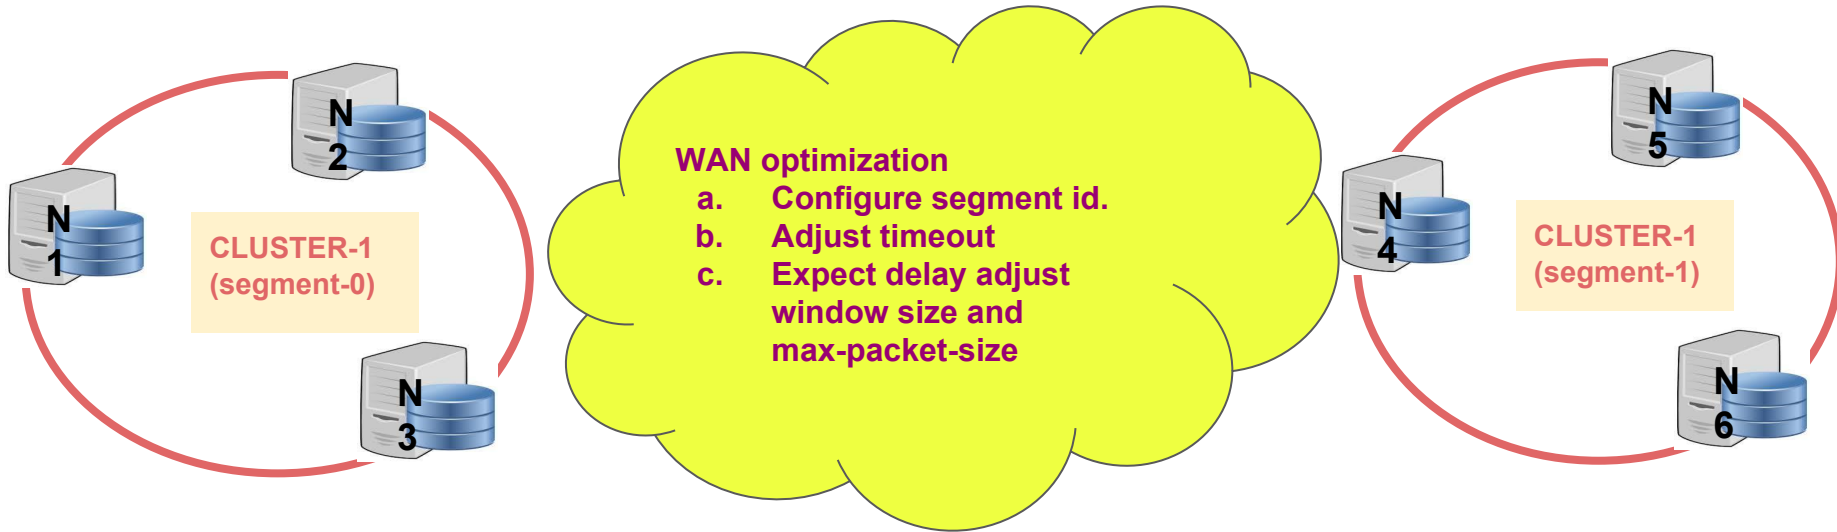 N
2
N
1
CLUSTER-1
(segment-0)
N
3
WAN optimization
a. Configure segment id.
b. Adjust timeout
c. Expect delay adjust
window size and
max-packet-size
N
5
N
4
CLUSTER-1
(segment-1)
N
6